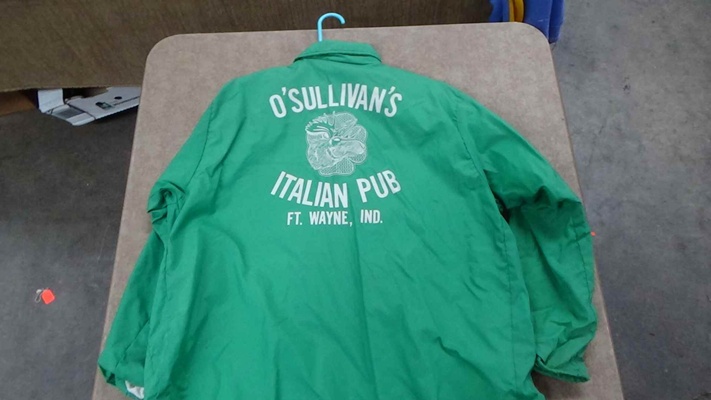 O'SULLIVAN'S
ITALIAN PUB
FT. WAYNE, IND.